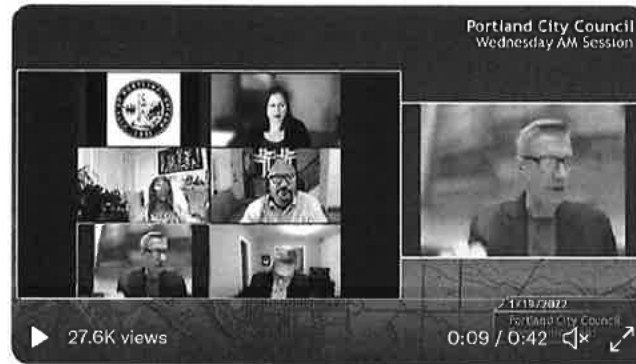 Portland City Council
Wednesday AM Session
1/19/2022
Portland City Council
27.6K views
0:09 / 0:42